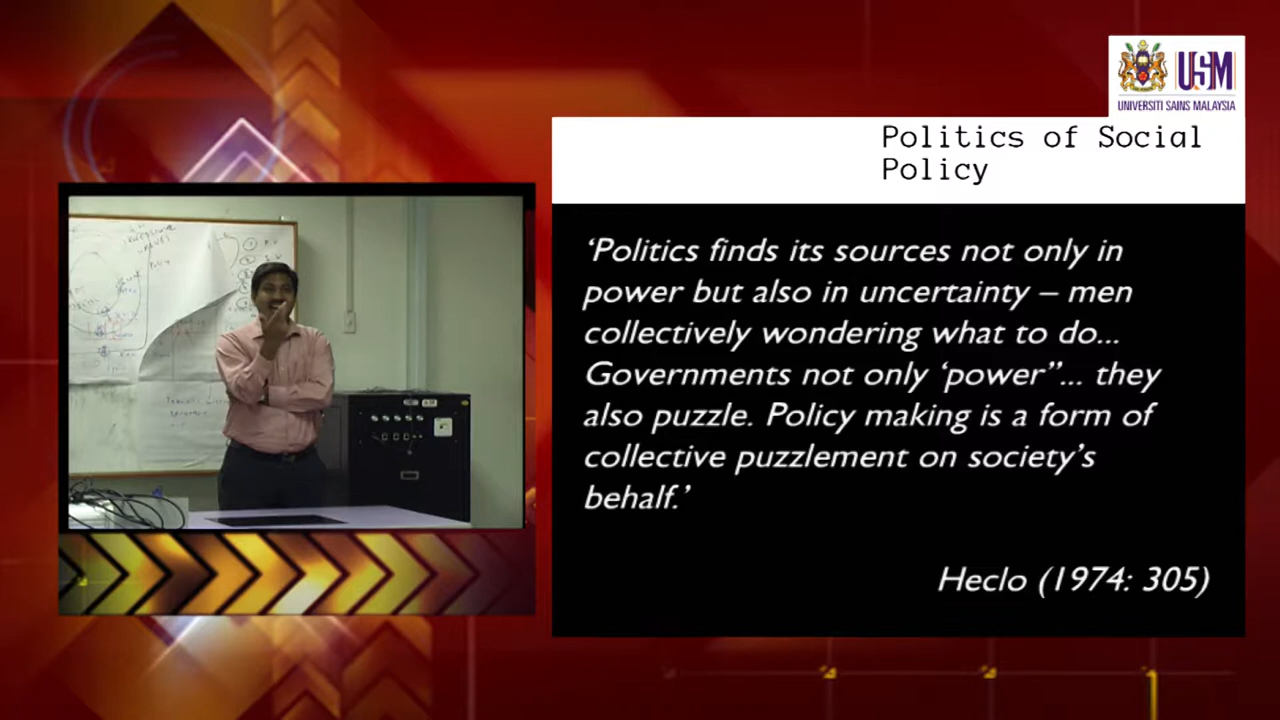 USM
UNIVERSITI SAINS MALAYSIA
Politics of Social
Policy
‘Politics finds its sources not only in
power but also in uncertainty – men
collectively wondering what to do...
Governments not only ‘power”... they
also puzzle. Policy making is a form of
collective puzzlement on society’s
behalf.’
Heclo (1974: 305)